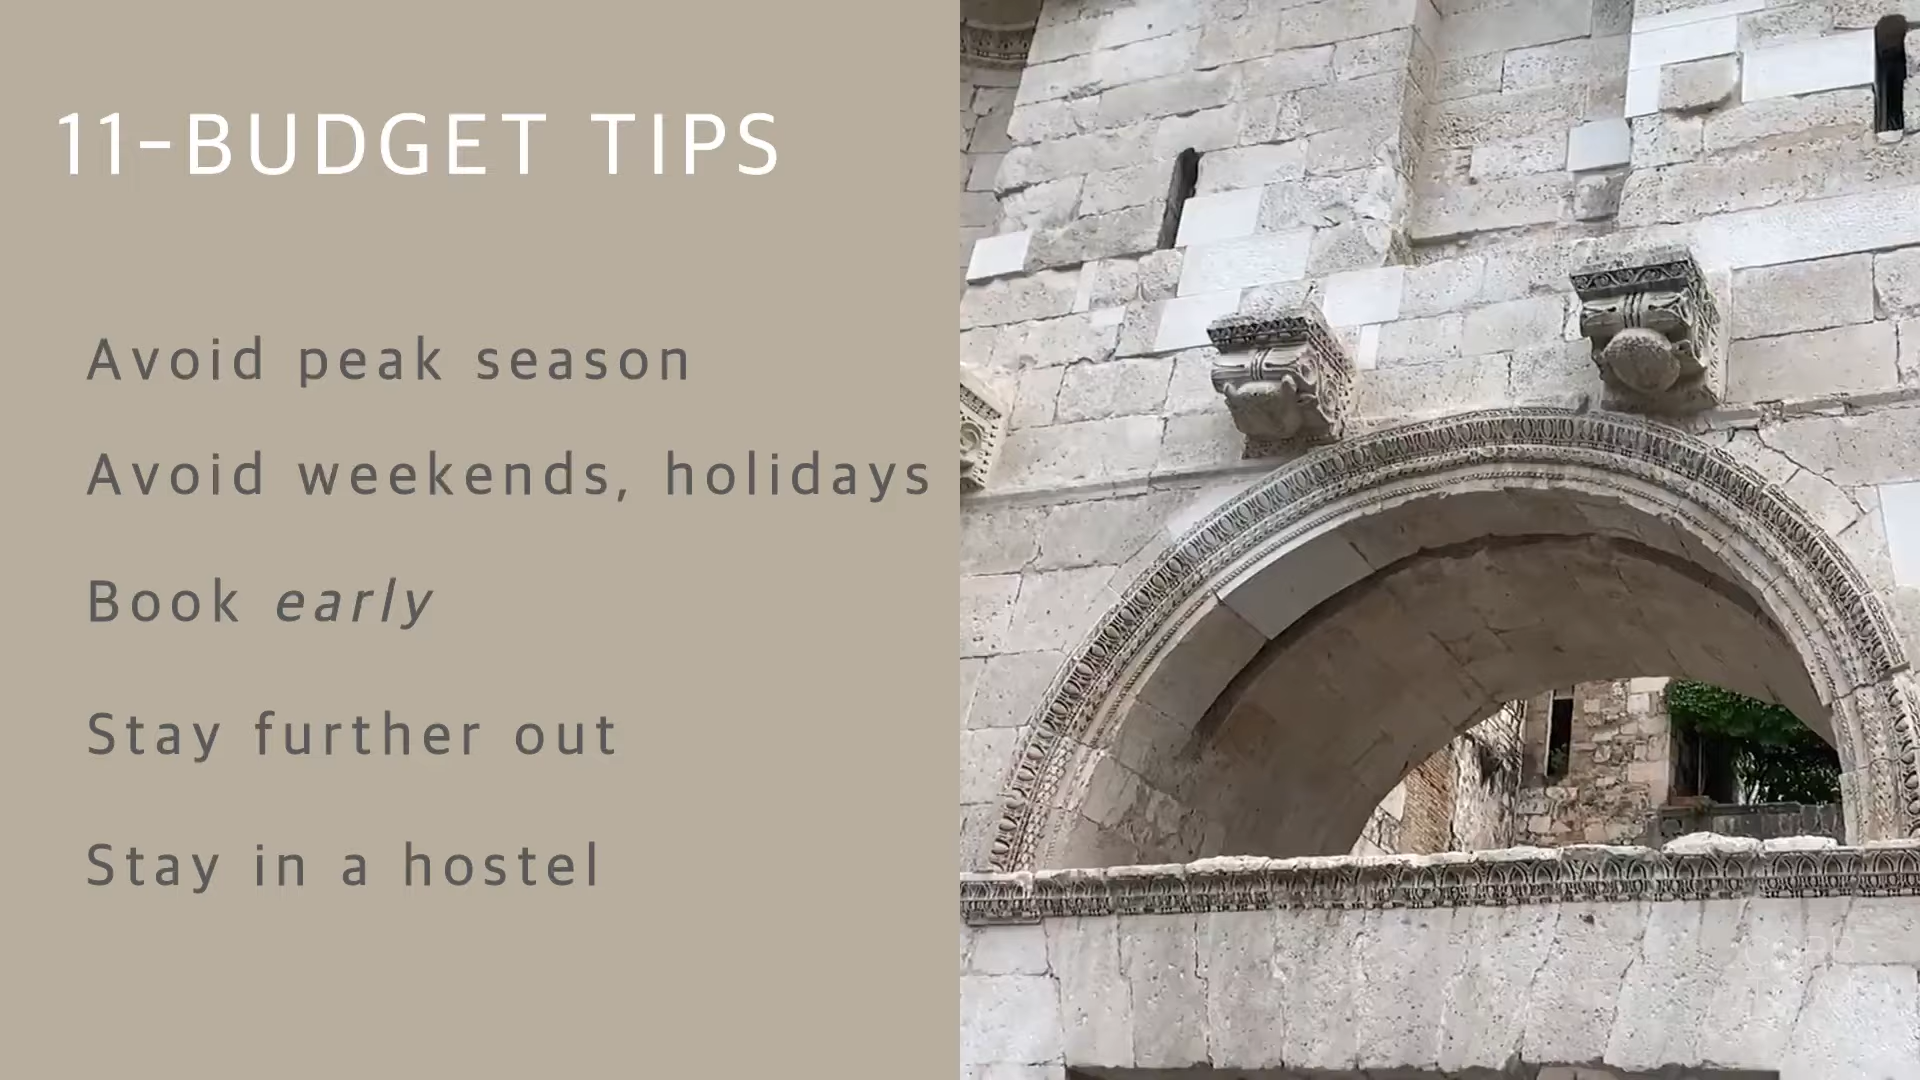 11-BUDGET TIPS
Avoid peak season
Avoid weekends, holidays
Book early
Stay further out
Stay in a hostel